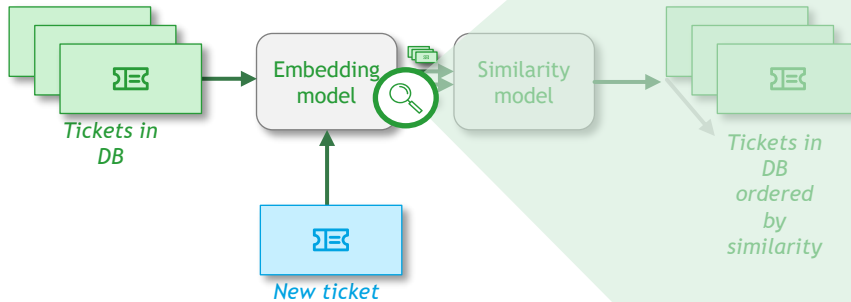 Tickets in
DB
Embedding
model
Similarity
model
New ticket
Tickets in
DB
ordered
by
similarity